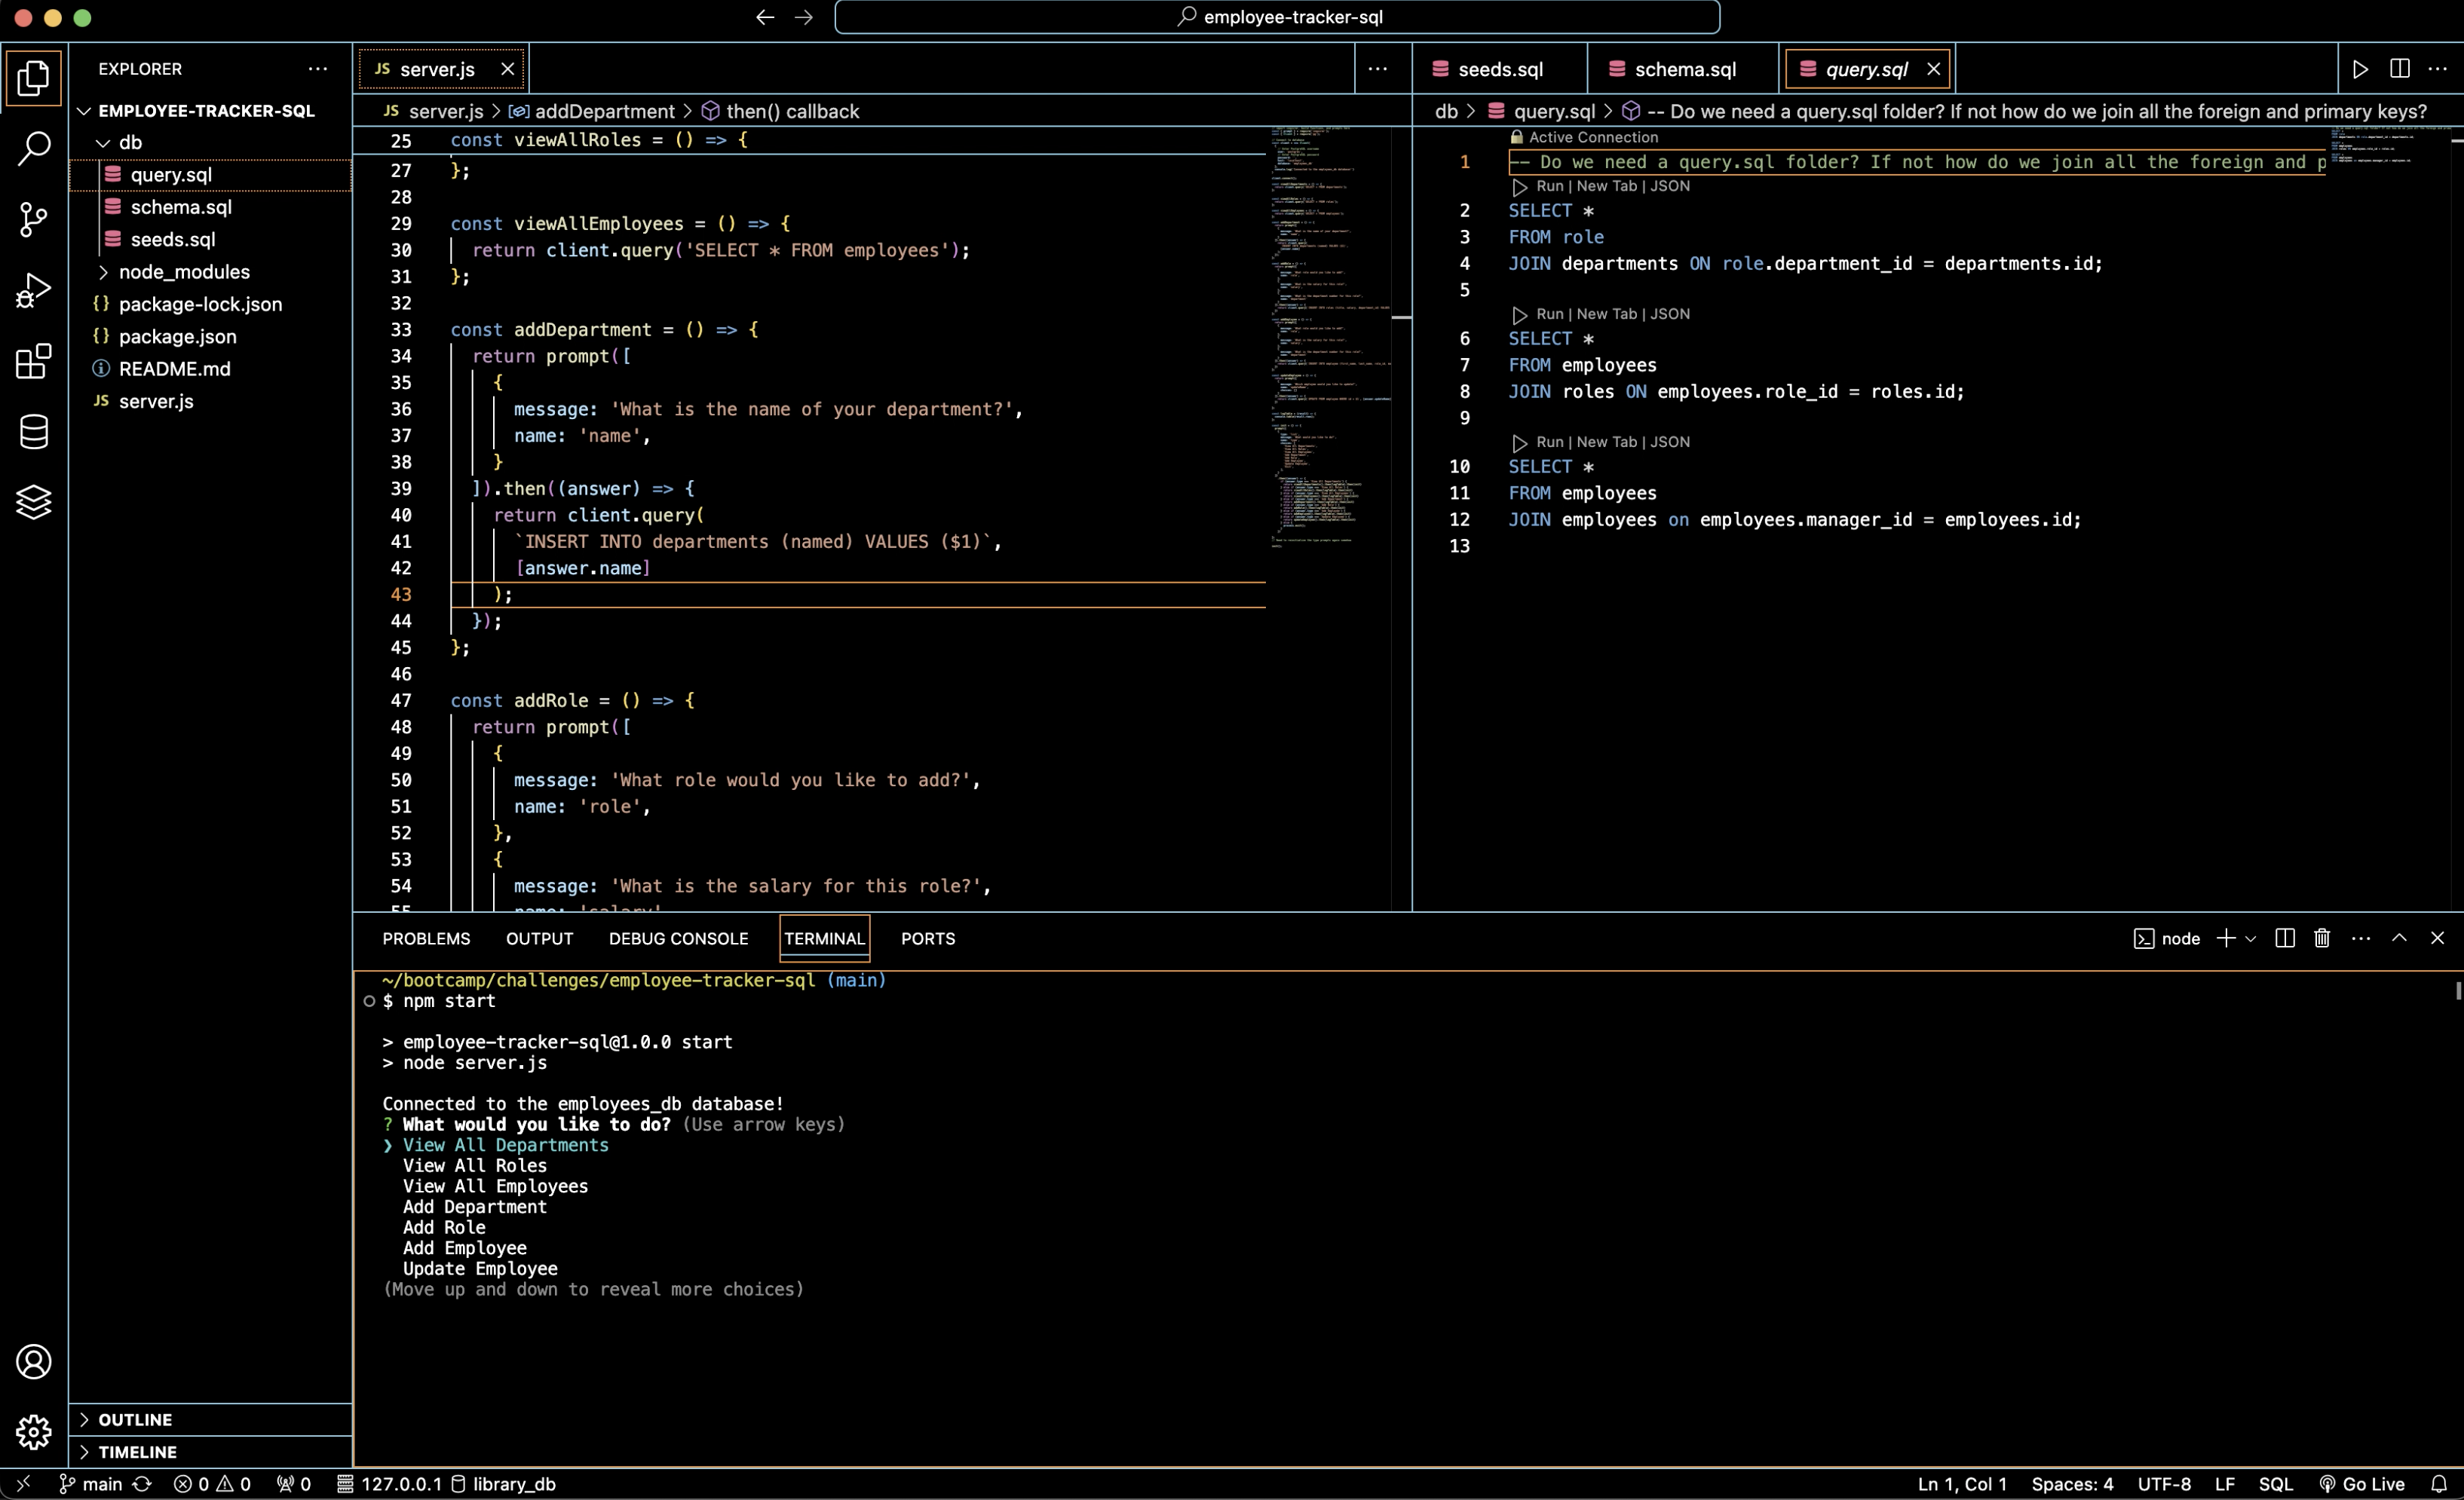 employee-tracker-sql
EXPLORER
EMPLOYEE-TRACKER-SQL
db
query.sql
schema.sql
seeds.sql
node_modules
{} package-lock.json
{} package.json
README.md
JS server.js
OUTLINE
TIMELINE
JS server.js
JS server.js > addDepartment > then() callback
25 const viewAllRoles = () => {
27 };
28
29 const viewAllEmployees = () => {
30 return client.query('SELECT * FROM employees');
31 };
32
33 const addDepartment = () => {
34 return prompt([
35 {
36 message: 'What is the name of your department?',
37 name: 'name',
38 }
39 ]).then((answer) => {
40 return client.query(
41 `INSERT INTO departments (named) VALUES ($1)`,
42 [answer.name]
43 );
44 });
45 };
46
47 const addRole = () => {
48 return prompt([
49 {
50 message: 'What role would you like to add?',
51 name: 'role',
52 },
53 {
54 message: 'What is the salary for this role?',
55 name: 'salary'
seeds.sql
schema.sql
query.sql
db > query.sql > -- Do we need a query.sql folder? If not how do we join all the foreign and primary keys?
Active Connection
1 -- Do we need a query.sql folder? If not how do we join all the foreign and p
Run | New Tab | JSON
2 SELECT *
3 FROM role
4 JOIN departments ON role.department_id = departments.id;
5
Run | New Tab | JSON
6 SELECT *
7 FROM employees
8 JOIN roles ON employees.role_id = roles.id;
9
Run | New Tab | JSON
10 SELECT *
11 FROM employees
12 JOIN employees on employees.manager_id = employees.id;
13
PROBLEMS OUTPUT DEBUG CONSOLE TERMINAL PORTS
node
~/bootcamp/challenges/employee-tracker-sql (main)
$ npm start
> employee-tracker-sql@1.0.0 start
> node server.js
Connected to the employees_db database!
? What would you like to do? (Use arrow keys)
❯ View All Departments
View All Roles
View All Employees
Add Department
Add Role
Add Employee
Update Employee
(Move up and down to reveal more choices)
main 0 0 0 127.0.0.1 library_db
Ln 1, Col 1 Spaces: 4 UTF-8 LF SQL Go Live